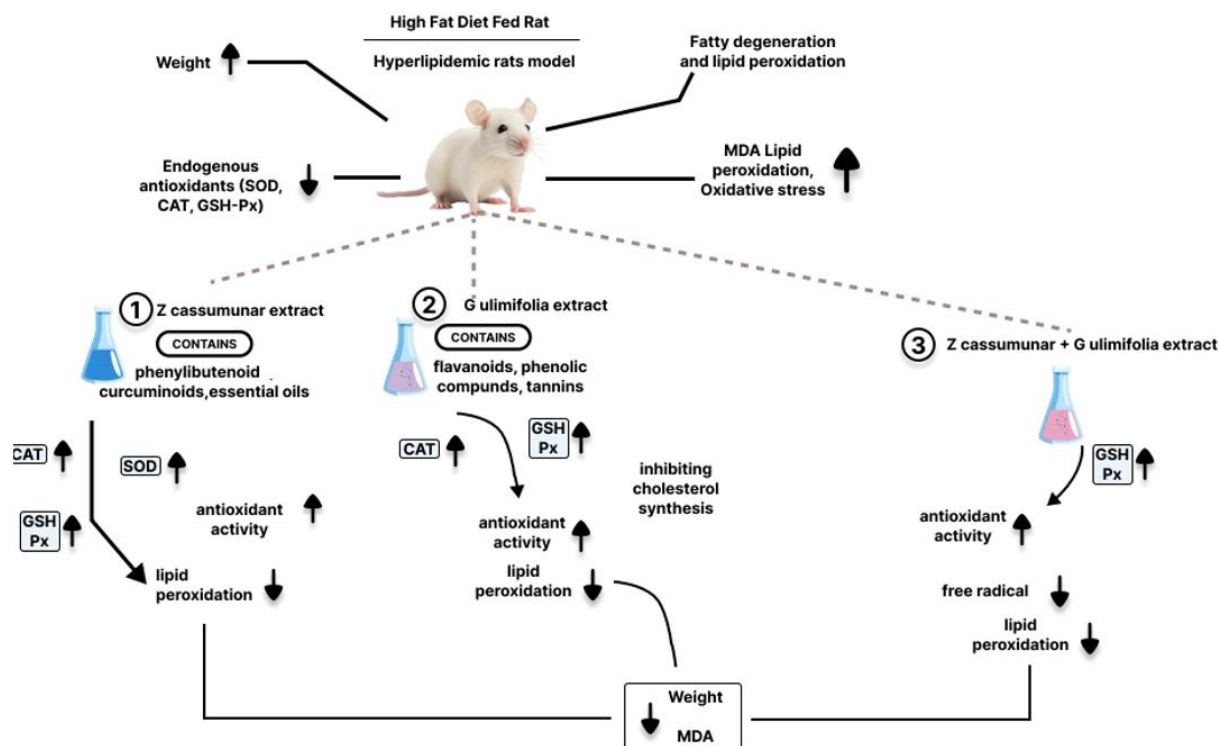 High Fat Diet Fed Rat
Hyperlipidemic rats model
Weight
Fatty degeneration
and lipid peroxidation
Endogenous
antioxidants (SOD,
CAT, GSH-Px)
MDA Lipid
peroxidation,
Oxidative stress
1 Z cassumunar extract
CONTAINS
phenylibutenoid
curcuminoids,essential oils
CAT
SOD
GSH
Px
antioxidant
activity
lipid
peroxidation
2 G ulimifolia extract
CONTAINS
flavanoids, phenolic
compunds, tannins
CAT
GSH
Px
inhibiting
cholesterol
synthesis
antioxidant
activity
lipid
peroxidation
3 Z cassumunar + G ulimifolia extract
GSH
Px
antioxidant
activity
free radical
lipid
peroxidation
Weight
MDA